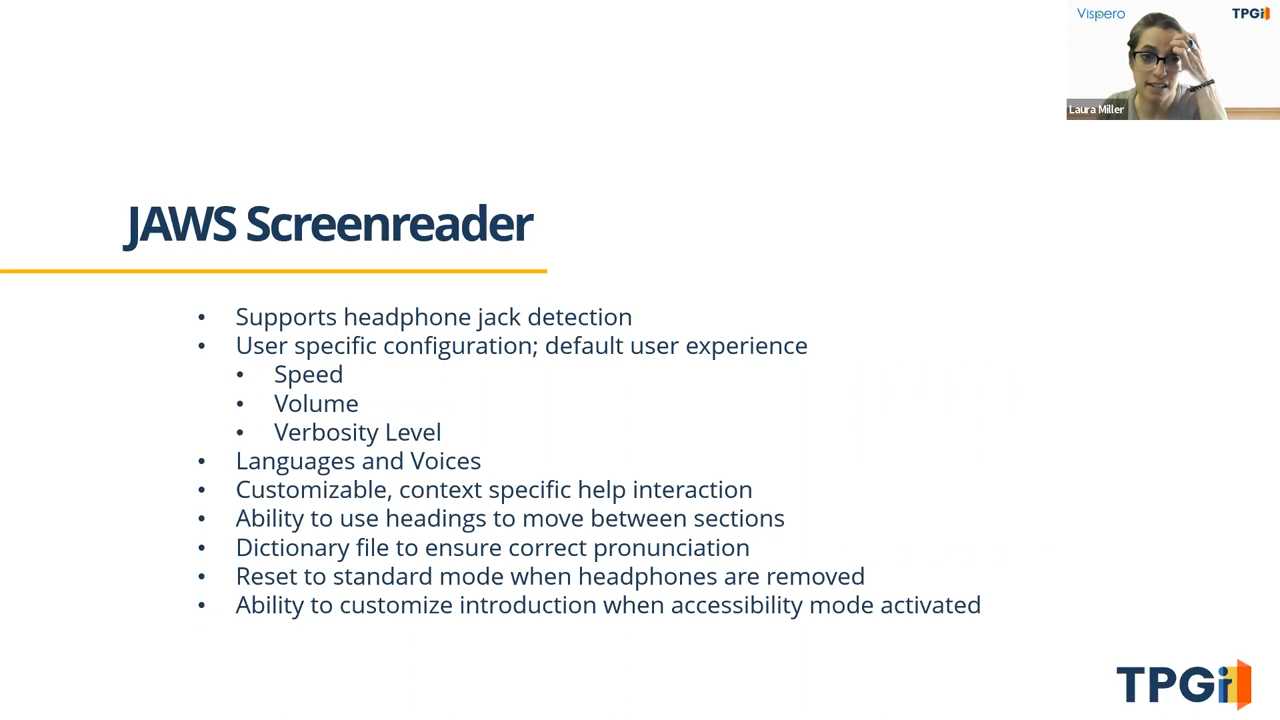 Vispero
TPGi
Laura Miller
JAWS Screenreader
• Supports headphone jack detection
• User specific configuration; default user experience
• Speed
• Volume
• Verbosity Level
• Languages and Voices
• Customizable, context specific help interaction
• Ability to use headings to move between sections
• Dictionary file to ensure correct pronunciation
• Reset to standard mode when headphones are removed
• Ability to customize introduction when accessibility mode activated
TPGi